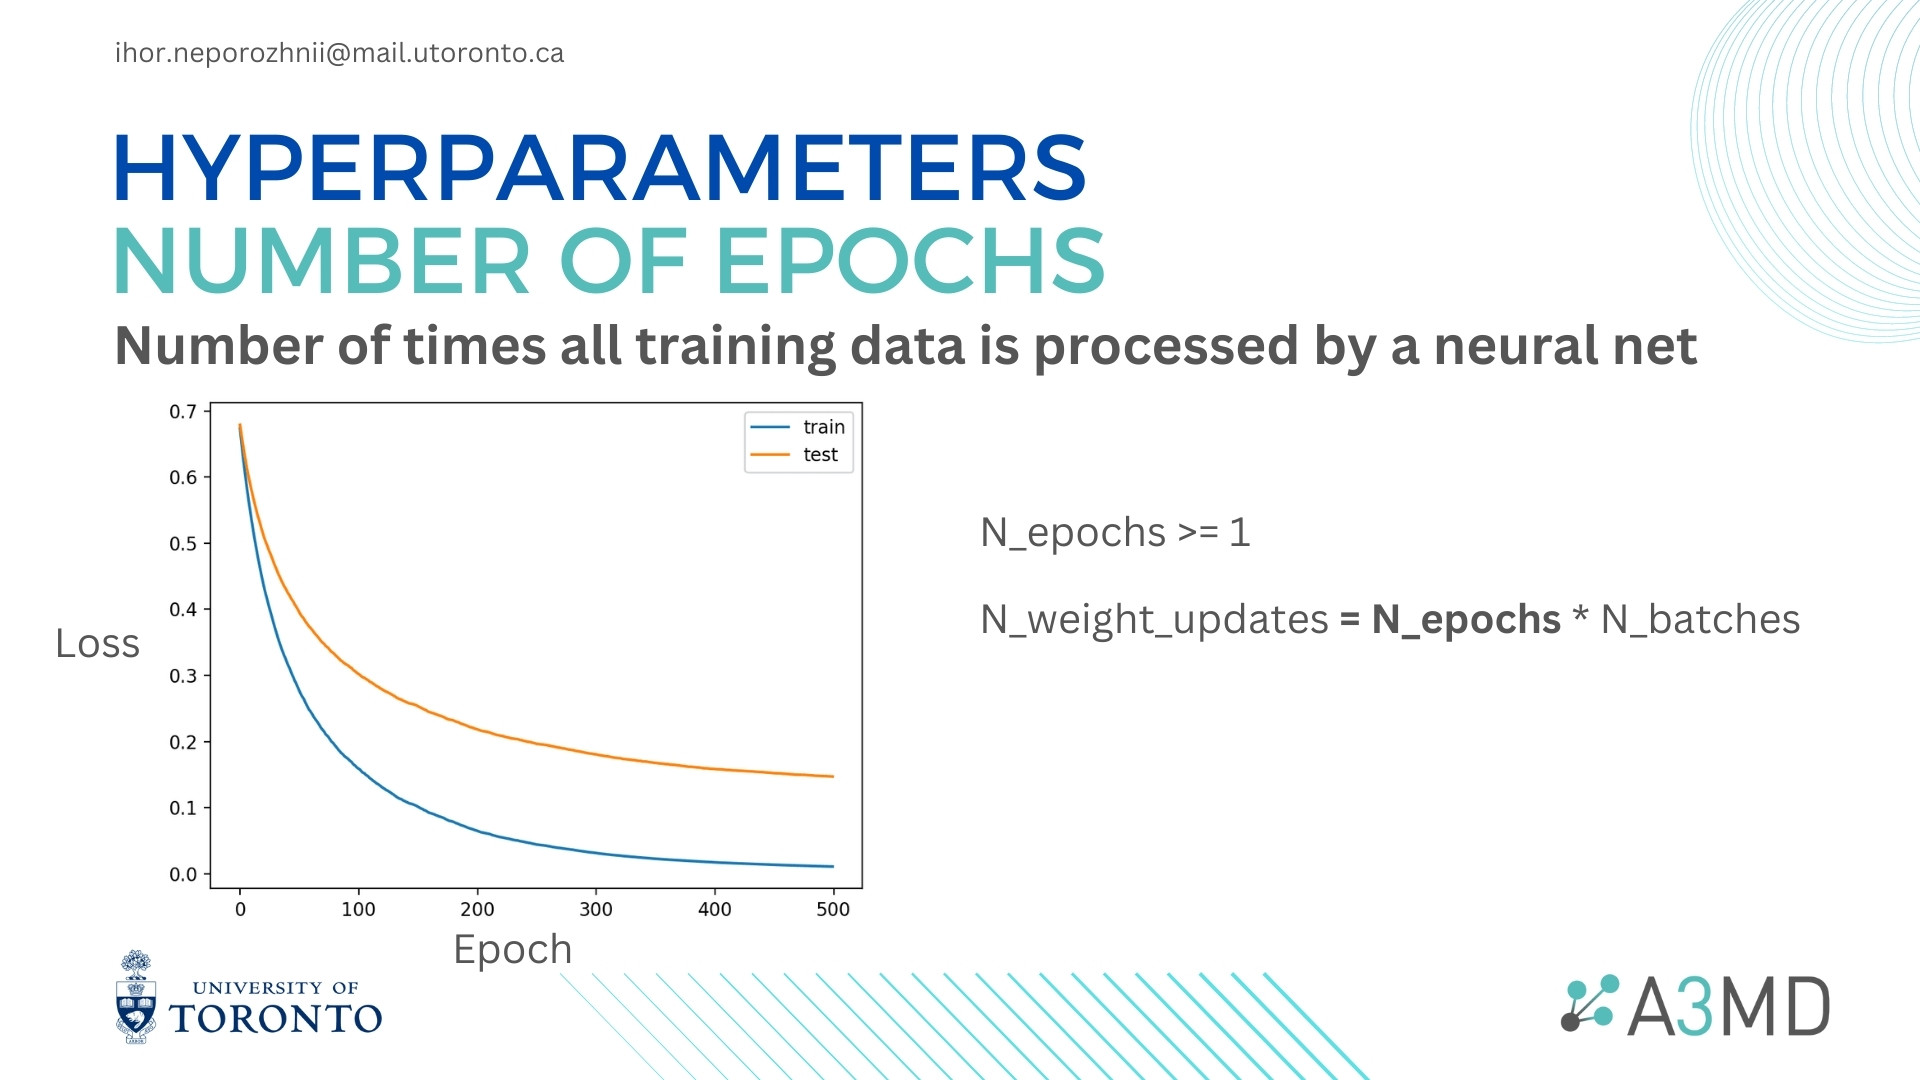 ihor.neporozhnii@mail.utoronto.ca
HYPERPARAMETERS
NUMBER OF EPOCHS
Number of times all training data is processed by a neural net
0.7
0.6
0.5
0.4
0.3
0.2
0.1
0.0
Loss
train
test
0 100 200 300 400 500
Epoch
N_epochs >= 1
N_weight_updates = N_epochs * N_batches
UNIVERSITY OF
TORONTO
A3MD